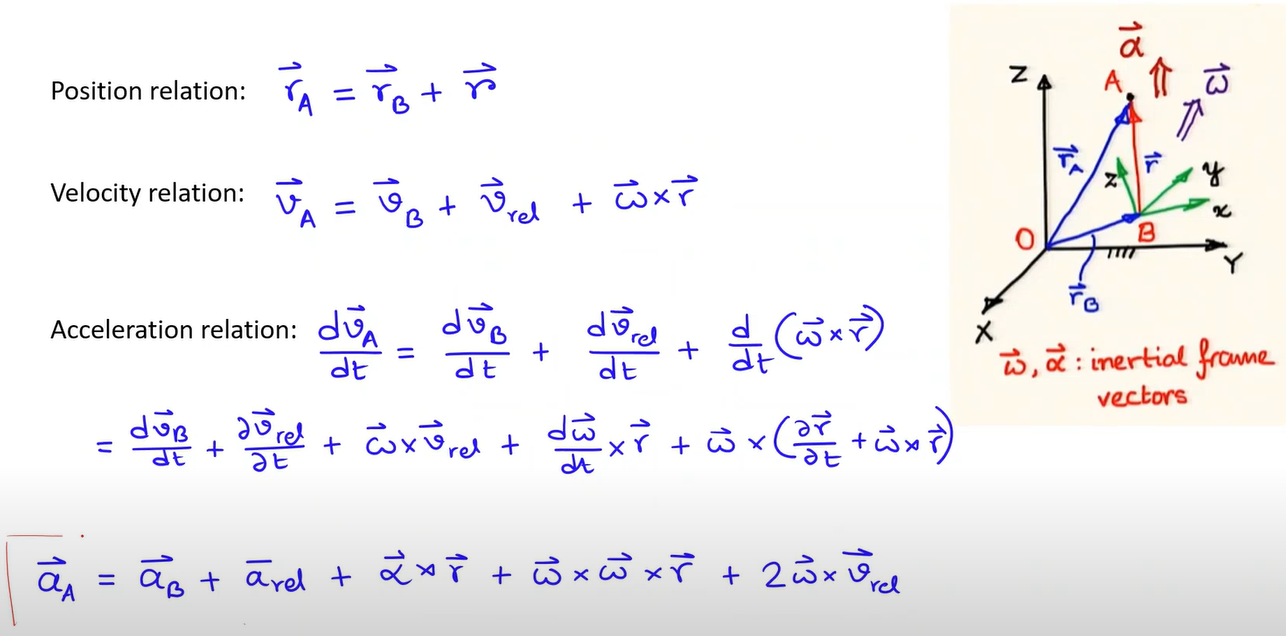 Position relation: $\vec{r}_A = \vec{r}_B + \vec{r}$
Velocity relation: $\vec{v}_A = \vec{v}_B + \vec{v}_{rel} + \vec{\omega} \times \vec{r}$
Acceleration relation: $\frac{d\vec{v}_A}{dt} = \frac{d\vec{v}_B}{dt} + \frac{d\vec{v}_{rel}}{dt} + \frac{d}{dt}(\vec{\omega} \times \vec{r})$
$= \frac{d\vec{v}_B}{dt} + \frac{\partial \vec{v}_{rel}}{\partial t} + \vec{\omega} \times \vec{v}_{rel} + \frac{d\vec{\omega}}{dt} \times \vec{r} + \vec{\omega} \times (\frac{\partial \vec{r}}{\partial t} + \vec{\omega} \times \vec{r})$
$\vec{a}_A = \vec{a}_B + \bar{a}_{rel} + \vec{\alpha} \times \vec{r} + \vec{\omega} \times \vec{\omega} \times \vec{r} + 2\vec{\omega} \times \vec{v}_{rel}$
$\vec{\alpha}$
Z A $\vec{\omega}$
$\vec{r}_A$ $\vec{r}$ z y
x
O B
Y
$\vec{r}_B$
X
$\vec{\omega}, \vec{\alpha}$ : inertial frame
vectors